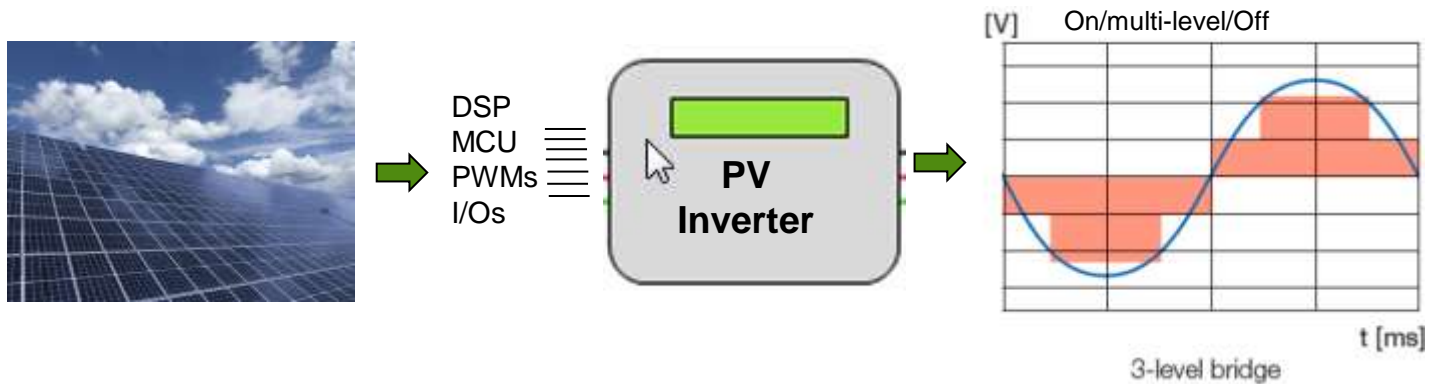 [V]
On/multi-level/Off
DSP
MCU
PWMs
I/Os
PV
Inverter
t [ms]
3-level bridge